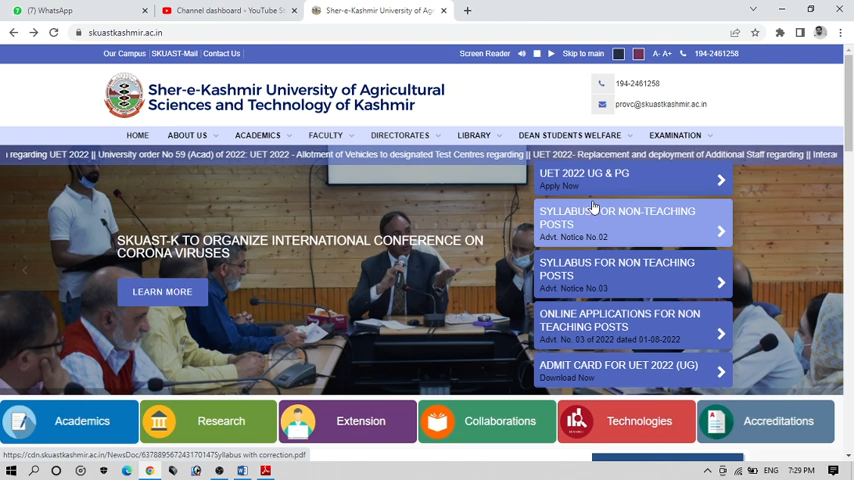 (7) WhatsApp
Channel dashboard - YouTube St
Sher-e-Kashmir University of Ag
skuastkashmir.ac.in
Our Campus | SKUAST-Mail | Contact Us
Screen Reader
Skip to main
A- A+
194-2461258
Sher-e-Kashmir University of Agricultural
Sciences and Technology of Kashmir
194-2461258
provc@skuastkashmir.ac.in
HOME ABOUT US ACADEMICS FACULTY DIRECTORATES LIBRARY DEAN STUDENTS WELFARE EXAMINATION
n regarding UET 2022 || University order No 59 (Acad) of 2022: UET 2022 - Allotment of Vehicles to designated Test Centres regarding || UET 2022- Replacement and deployment of Additional Staff regarding || Intera
UET 2022 UG & PG
Apply Now
SYLLABUS FOR NON-TEACHING
POSTS
Advt. Notice No.02
SKUAST-K TO ORGANIZE INTERNATIONAL CONFERENCE ON
CORONA VIRUSES
LEARN MORE
SYLLABUS FOR NON TEACHING
POSTS
Advt. Notice No.03
ONLINE APPLICATIONS FOR NON
TEACHING POSTS
Advt. No. 03 of 2022 dated 01-08-2022
ADMIT CARD FOR UET 2022 (UG)
Download Now
Academics
Research
Extension
Collaborations
Technologies
Accreditations
https://cdn.skuastkashmir.ac.in/NewsDoc/637889567243170147Syllabus with correction.pdf
ENG
7:29 PM